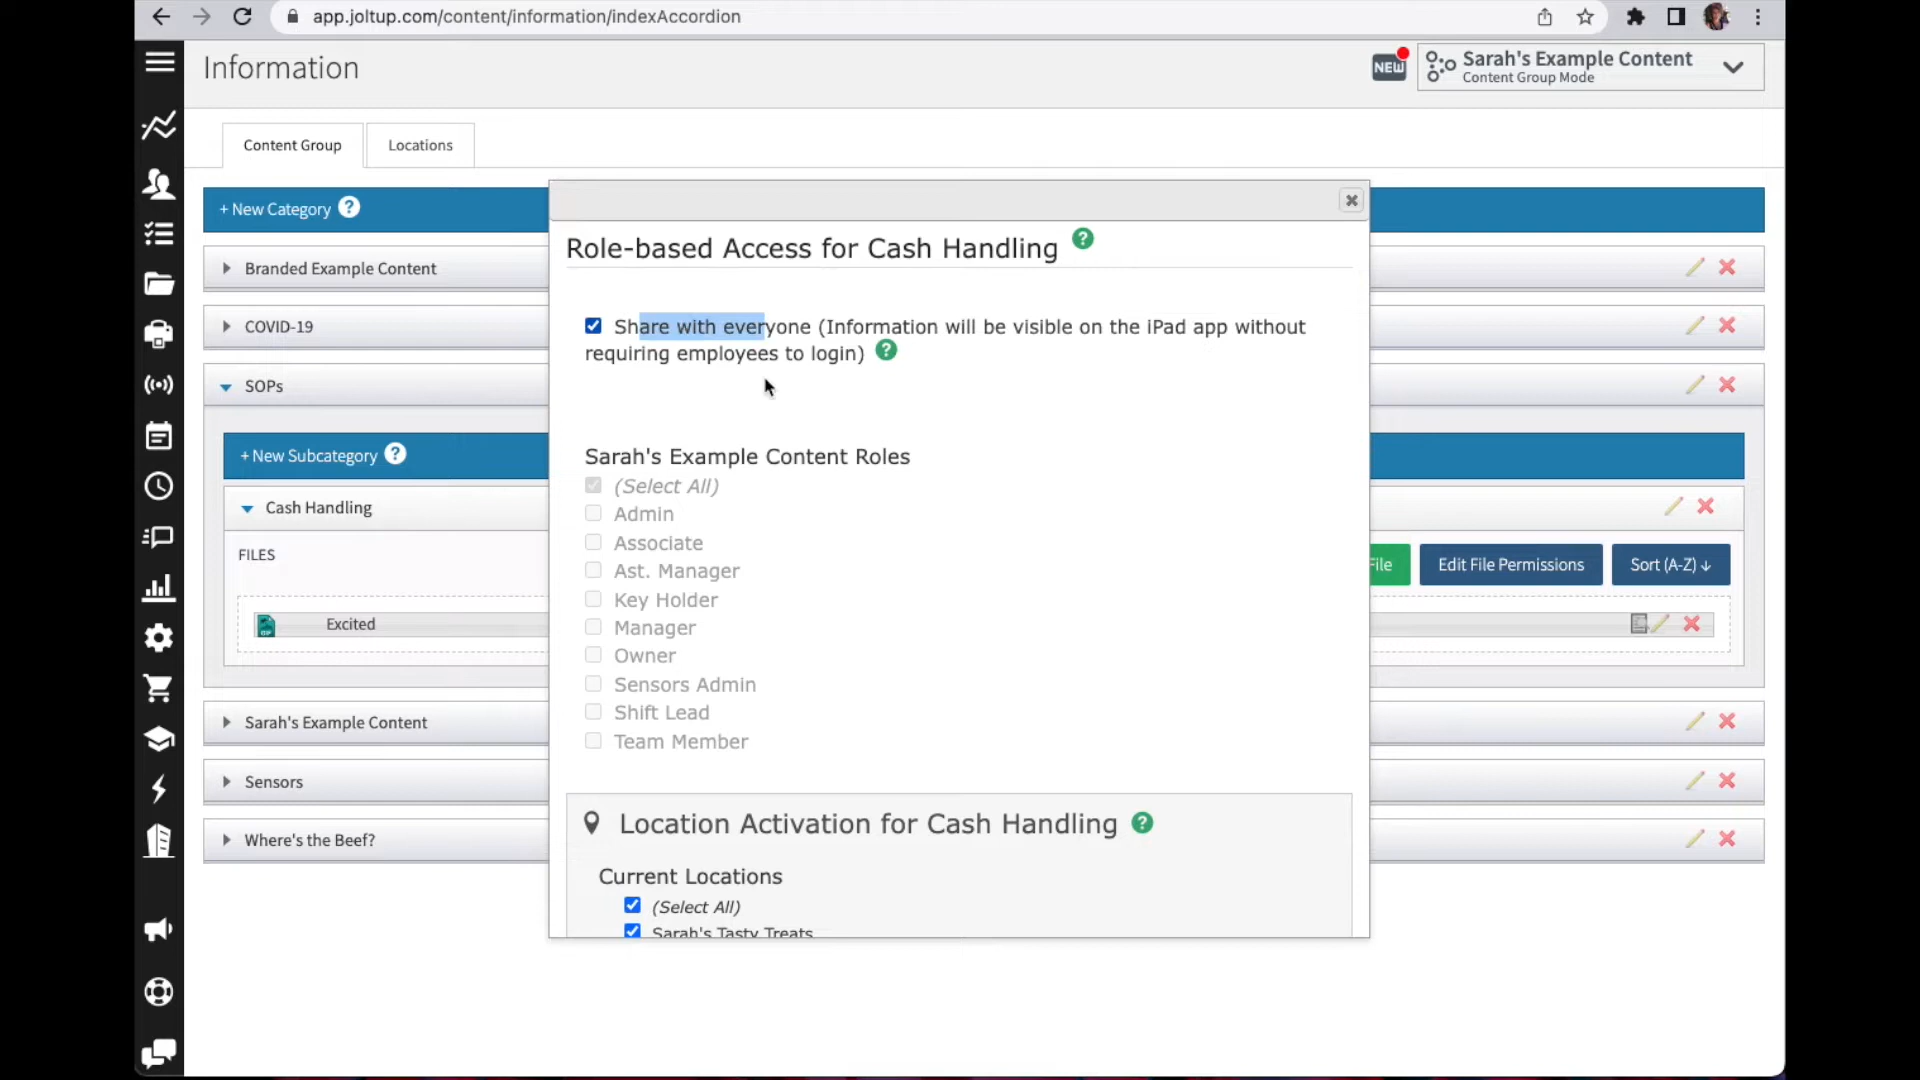 app.joltup.com/content/information/indexAccordion
Information
NEW
Sarah's Example Content
Content Group Mode
Content Group
Locations
+ New Category ?
Branded Example Content
COVID-19
SOPs
+ New Subcategory ?
Cash Handling
FILES
File
Edit File Permissions
Sort (A-Z) ↓
Excited
Sarah's Example Content
Sensors
Where's the Beef?
Role-based Access for Cash Handling ?
Share with everyone (Information will be visible on the iPad app without
requiring employees to login) ?
Sarah's Example Content Roles
(Select All)
Admin
Associate
Ast. Manager
Key Holder
Manager
Owner
Sensors Admin
Shift Lead
Team Member
Location Activation for Cash Handling ?
Current Locations
(Select All)
Sarah's Tasty Treats